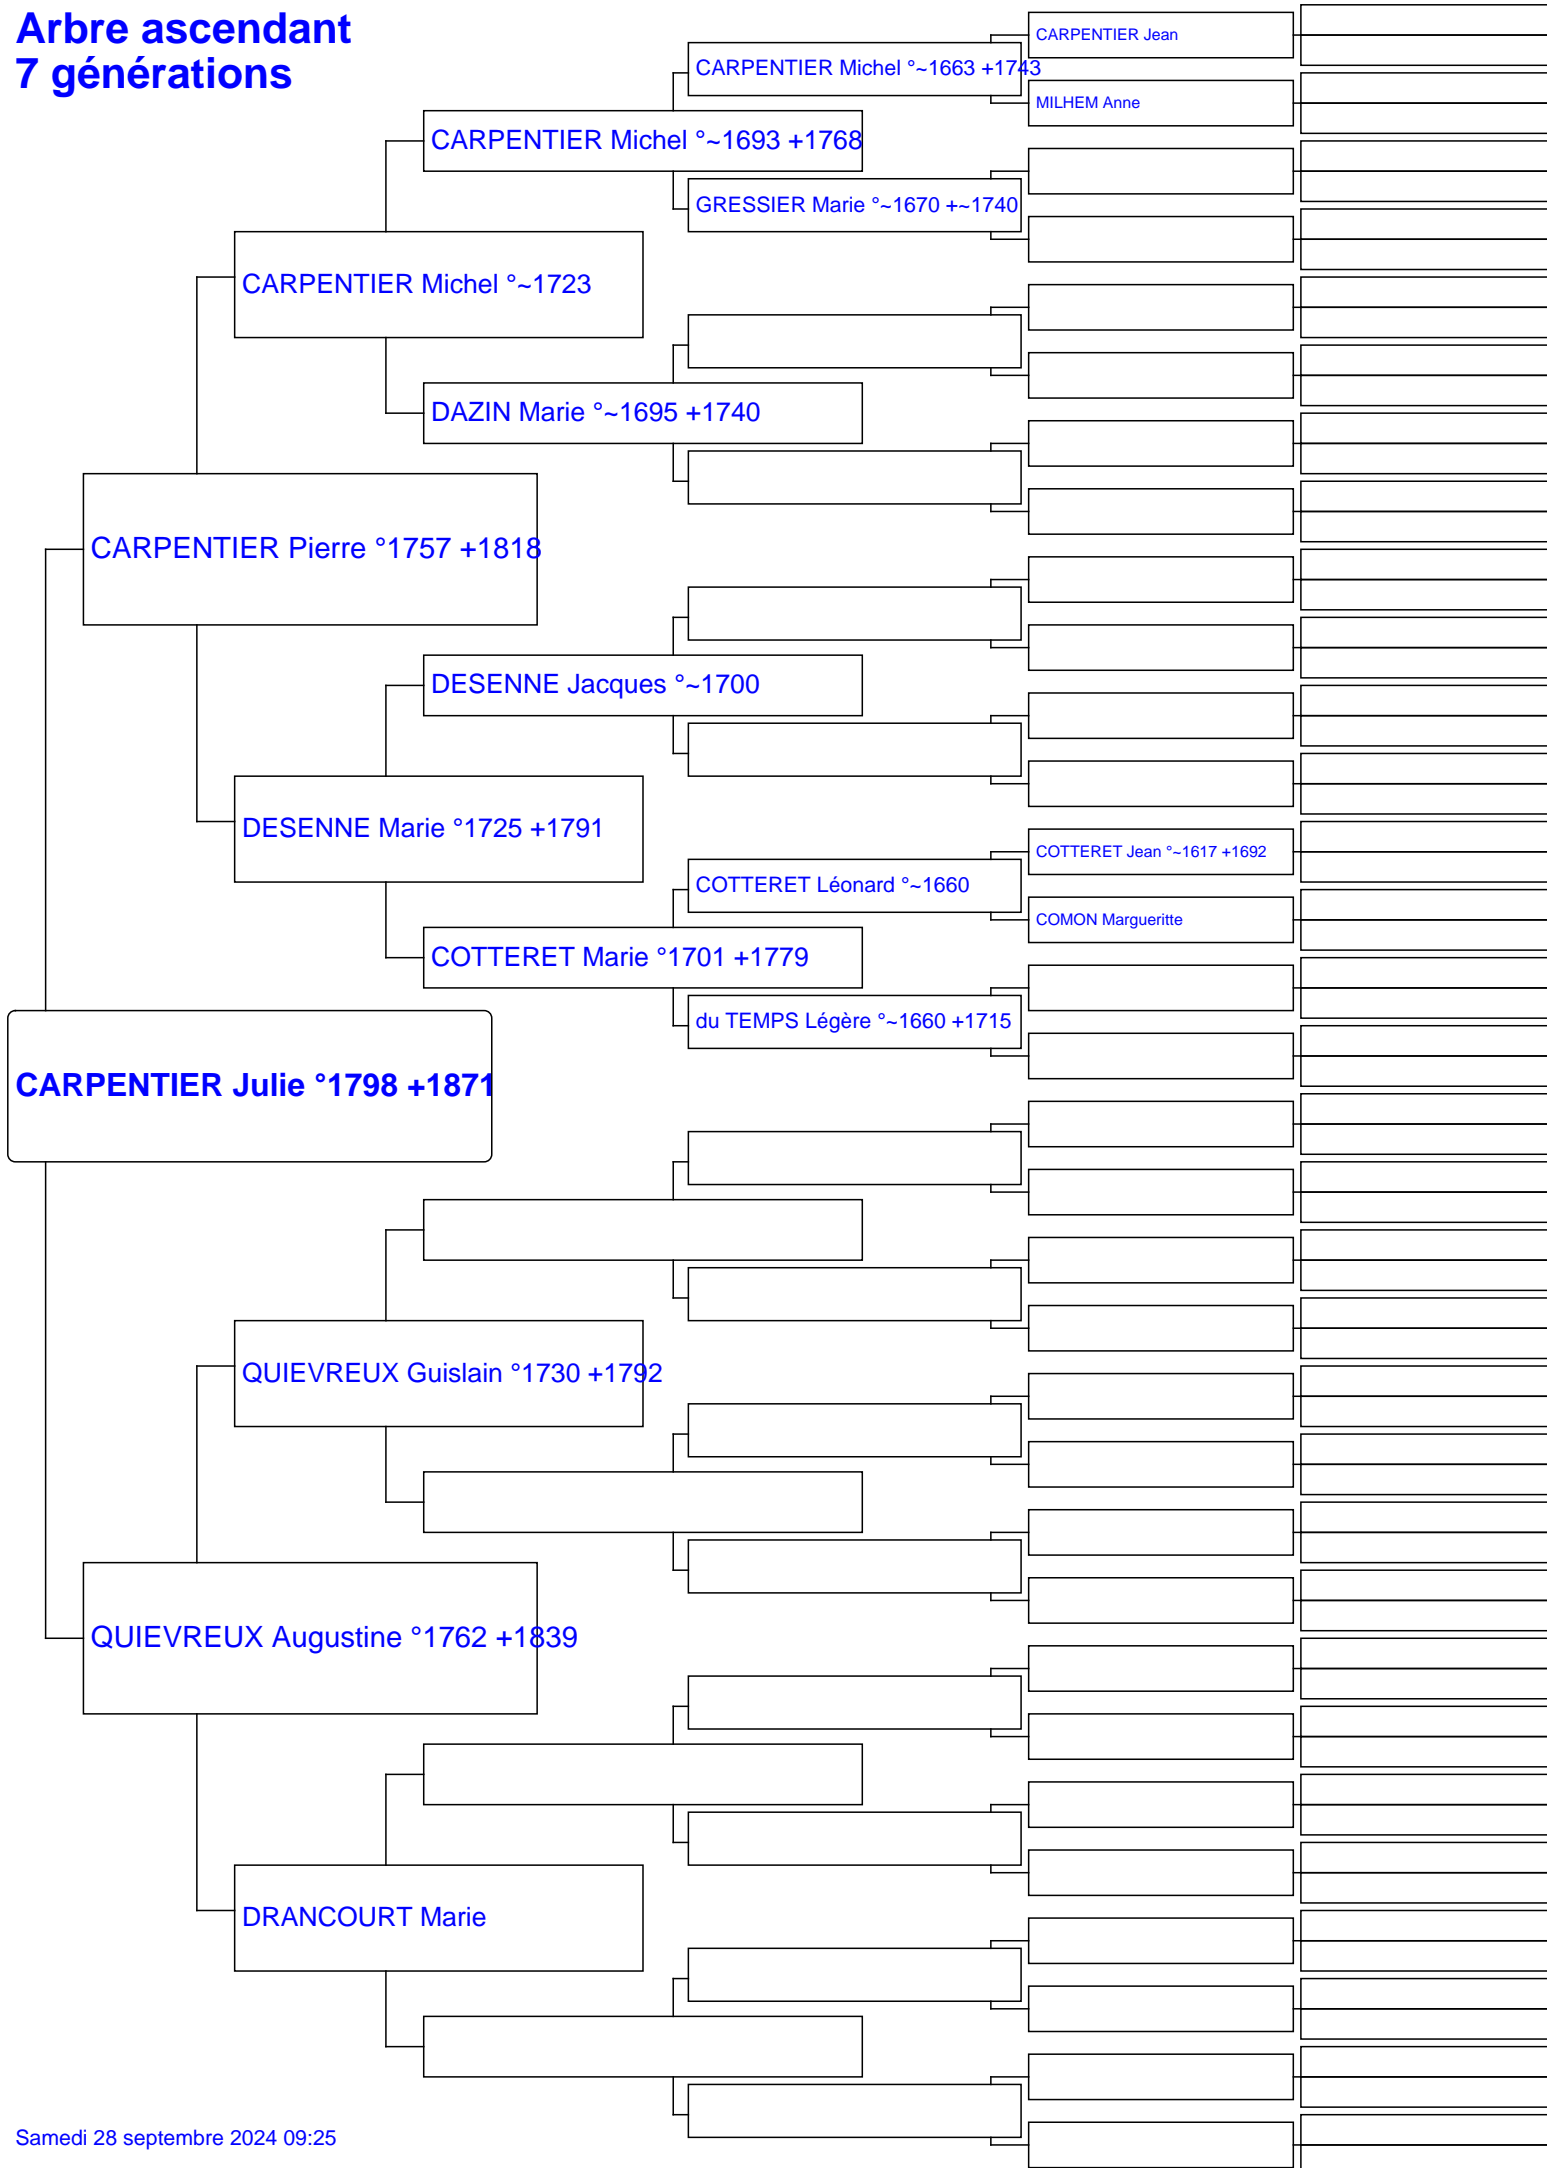 Arbre ascendant
7 générations
CARPENTIER Jean
CARPENTIER Michel °~1663 +1743
MILHEM Anne
CARPENTIER Michel °~1693 +1768
GRESSIER Marie °~1670 +~1740
CARPENTIER Michel °~1723
DAZIN Marie °~1695 +1740
CARPENTIER Pierre °1757 +1818
DESENNE Jacques °~1700
DESENNE Marie °1725 +1791
COTTERET Jean °~1617 +1692
COTTERET Léonard °~1660
COMON Margueritte
COTTERET Marie °1701 +1779
du TEMPS Légère °~1660 +1715
CARPENTIER Julie °1798 +1871
QUIEVREUX Guislain °1730 +1792
QUIEVREUX Augustine °1762 +1839
DRANCOURT Marie
Samedi 28 septembre 2024 09:25